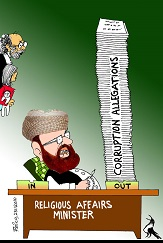 CORRUPTION ALLEGATIONS
IN
OUT
RELIGIOUS AFFAIRS
MINISTER